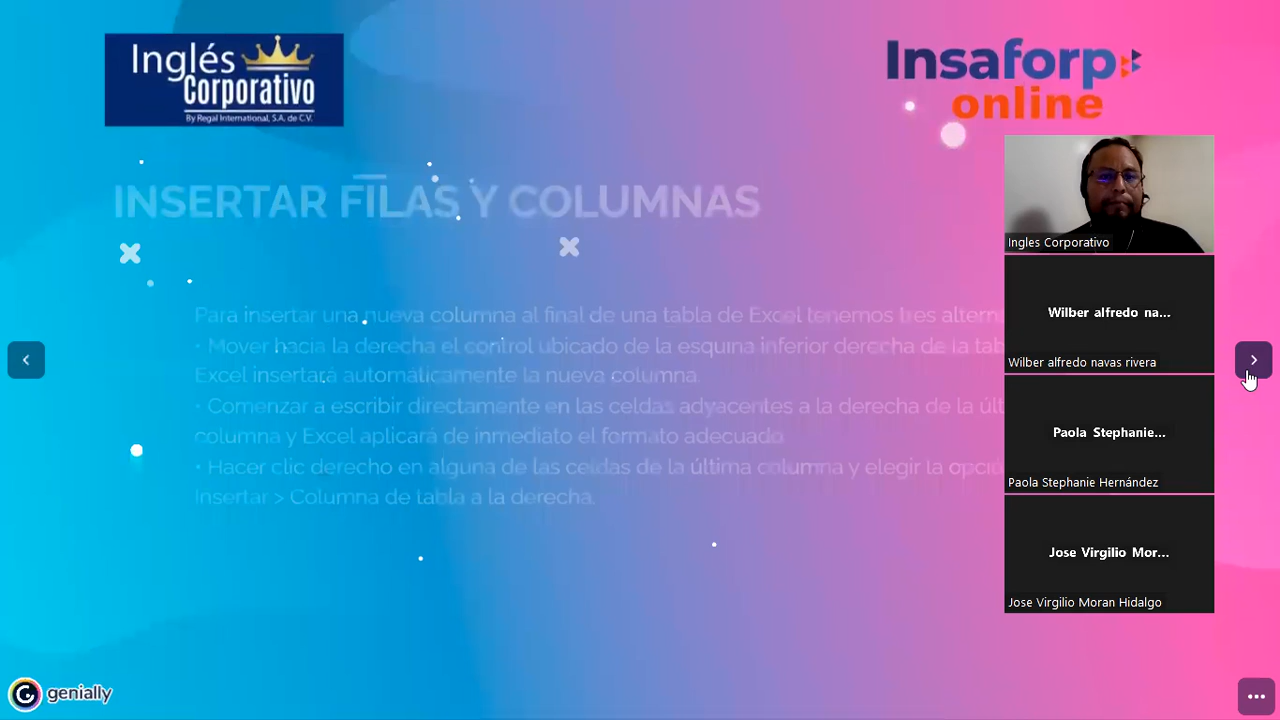 Inglés
Corporativo
By Regal International, S.A. de C.V.
Insaforp
online
INSERTAR FILAS Y COLUMNAS
Para insertar una nueva columna al final de una tabla de Excel tenemos tres altern
• Mover hacia la derecha el control ubicado de la esquina inferior derecha de la tab
Excel insertará automáticamente la nueva columna.
• Comenzar a escribir directamente en las celdas adyacentes a la derecha de la últ
columna y Excel aplicará de inmediato el formato adecuado
• Hacer clic derecho en alguna de las celdas de la última columna y elegir la opció
Insertar > Columna de tabla a la derecha.
Ingles Corporativo
Wilber alfredo na...
Wilber alfredo navas rivera
Paola Stephanie...
Paola Stephanie Hernández
Jose Virgilio Mor...
Jose Virgilio Moran Hidalgo
genially